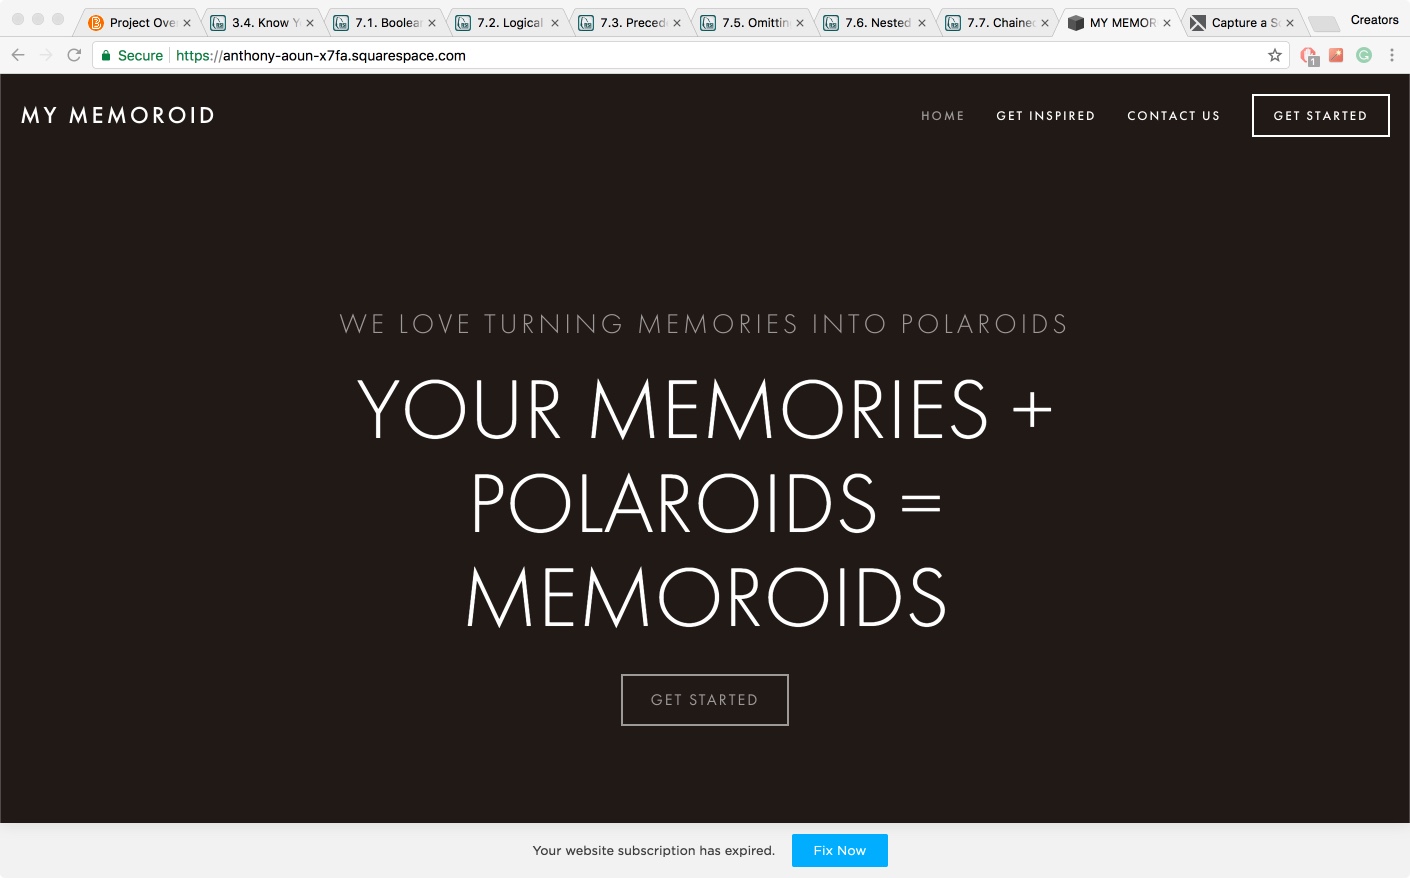 Project Ove
3.4. Know Y
7.1. Boolea
7.2. Logical
7.3. Preced
7.5. Omittin
7.6. Nested
7.7. Chained
MY MEMOR
Capture a Sc
Creators
Secure
https://anthony-aoun-x7fa.squarespace.com
1
MY MEMOROID
HOME
GET INSPIRED
CONTACT US
GET STARTED
WE LOVE TURNING MEMORIES INTO POLAROIDS
YOUR MEMORIES +
POLAROIDS =
MEMOROIDS
GET STARTED
Your website subscription has expired.
Fix Now